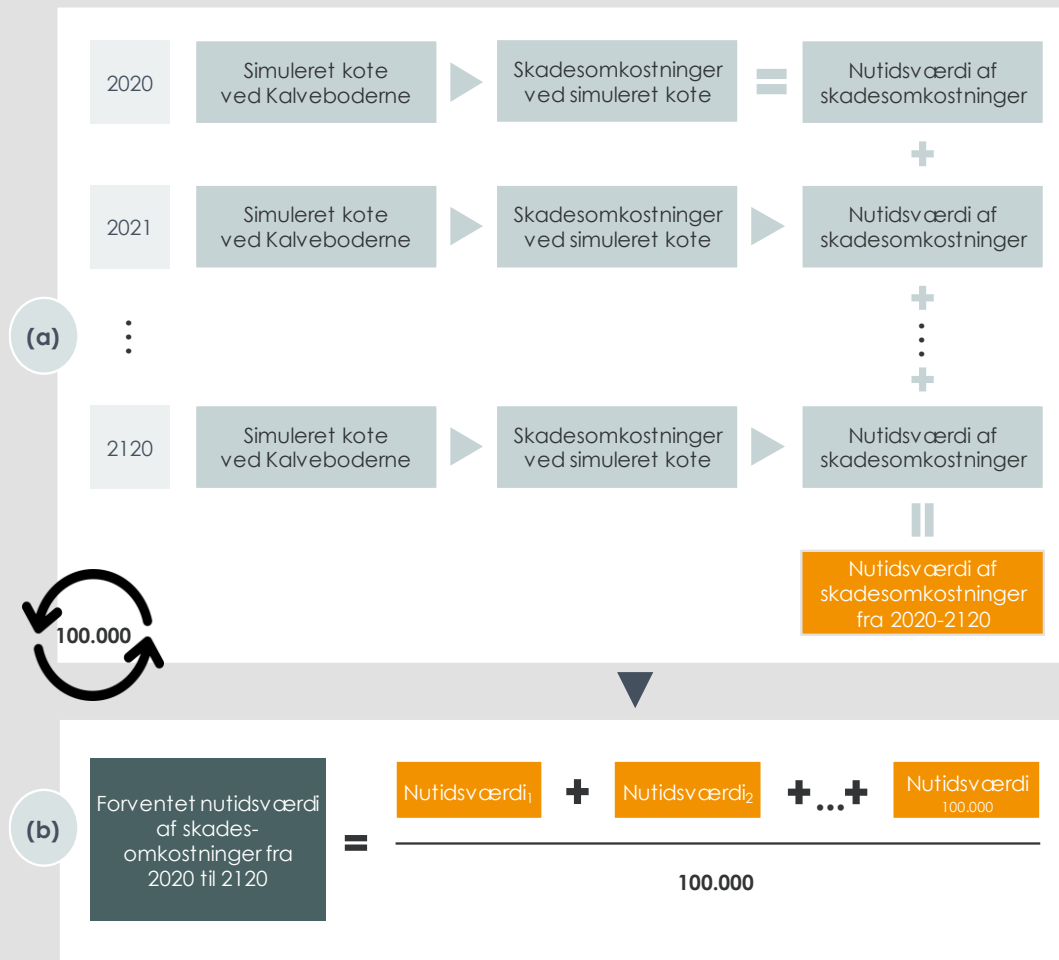 2020
Simuleret kote
ved Kalveboderne
Skadesomkostninger
ved simuleret kote
=
Nutidsværdi af
skadesomkostninger
+
2021
Simuleret kote
ved Kalveboderne
Skadesomkostninger
ved simuleret kote
Nutidsværdi af
skadesomkostninger
+
(a)
⋮
⋮
+
2120
Simuleret kote
ved Kalveboderne
Skadesomkostninger
ved simuleret kote
Nutidsværdi af
skadesomkostninger
=
Nutidsværdi af
skadesomkostninger
fra 2020-2120
100.000
(b)
Forventet nutidsværdi
af skades-
omkostninger fra
2020 til 2120
=
Nutidsværdi₁ + Nutidsværdi₂ +...+ Nutidsværdi
100.000
100.000